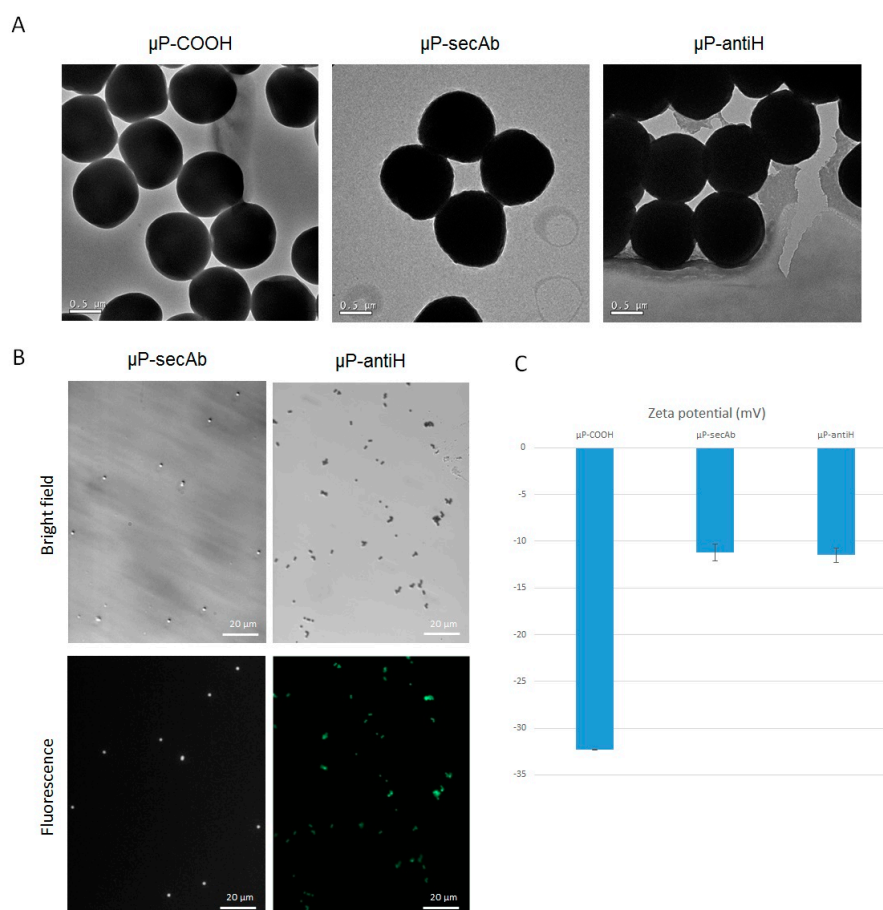 A
µP-COOH
µP-secAb
µP-antiH
0.5 µm
0.5 µm
0.5 µm
B
µP-secAb
µP-antiH
Bright field
20 µm
20 µm
Fluorescence
20 µm
20 µm
C
Zeta potential (mV)
µP-COOH
µP-secAb
µP-antiH
0
-5
-10
-15
-20
-25
-30
-35